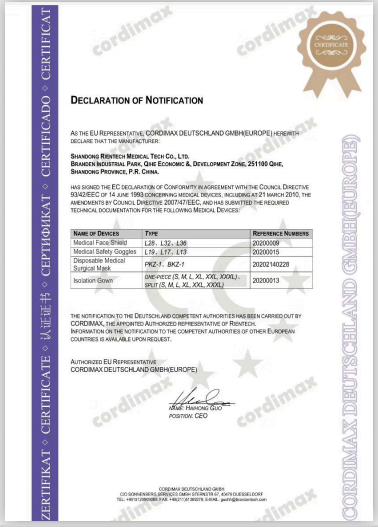 cordimax
cordimax
CERTIFICATE
DECLARATION OF NOTIFICATION
AS THE EU REPRESENTATIVE, CORDIMAX DEUTSCHLAND GMBH(EUROPE) HEREWITH
DECLARE THAT THE MANUFACTURER:
SHANDONG RIENTECH MEDICAL TECH CO., LTD.
BRANDEN INDUSTRIAL PARK, QIHE ECONOMIC &, DEVELOPMENT ZONE, 251100 QIHE,
SHANDONG PROVINCE, P.R. CHINA.
HAS SIGNED THE EC DECLARATION OF CONFORMITY IN AGREEMENT WITH THE COUNCIL DIRECTIVE
93/42/EEC OF 14 JUNE 1993 CONCERNING MEDICAL DEVICES, INCLUDING AT 21 MARCH 2010, THE
AMENDMENTS BY COUNCIL DIRECTIVE 2007/47/EEC, AND HAS SUBMITTED THE REQUIRED
TECHNICAL DOCUMENTATION FOR THE FOLLOWING MEDICAL DEVICES:
NAME OF DEVICES TYPE REFERENCE NUMBERS
Medical Face Shield L28、L32、L36 20200009
Medical Safety Goggles L19、L17、L13 20200015
Disposable Medical
Surgical Mask PKZ-1、BKZ-1 20202140228
Isolation Gown ONE-PIECE (S, M, L, XL, XXL, XXXL)、
SPLIT (S, M, L, XL, XXL, XXXL) 20200013
THE NOTIFICATION TO THE DEUTSCHLAND COMPETENT AUTHORITIES HAS BEEN CARRIED OUT BY
CORDIMAX, THE APPOINTED AUTHORIZED REPRESENTATIVE OF RIENTECH.
INFORMATION ON THE NOTIFICATION TO THE COMPETENT AUTHORITIES OF OTHER EUROPEAN
COUNTRIES IS AVAILABLE UPON REQUEST.
AUTHORIZED EU REPRESENTATIVE
CORDIMAX DEUTSCHLAND GMBH(EUROPE)
NAME: HAIHONG GUO
POSITION: CEO
cordimax
cordimax
cordimax
cordimax
CORDIMAX DEUTSCHLAND GMBH
C/O SONNENBERG SERVICES GMBH STERNSTR 67, 40479 DUESSELDORF
ZERTIFIKAT ◇ CERTIFICATE ◇ 认证证书 ◇ СЕРТИФИКАТ ◇ CERTIFICADO ◇ CERTIFICAT
CORDIMAX DEUTSCHLAND GMBH(EUROPE)